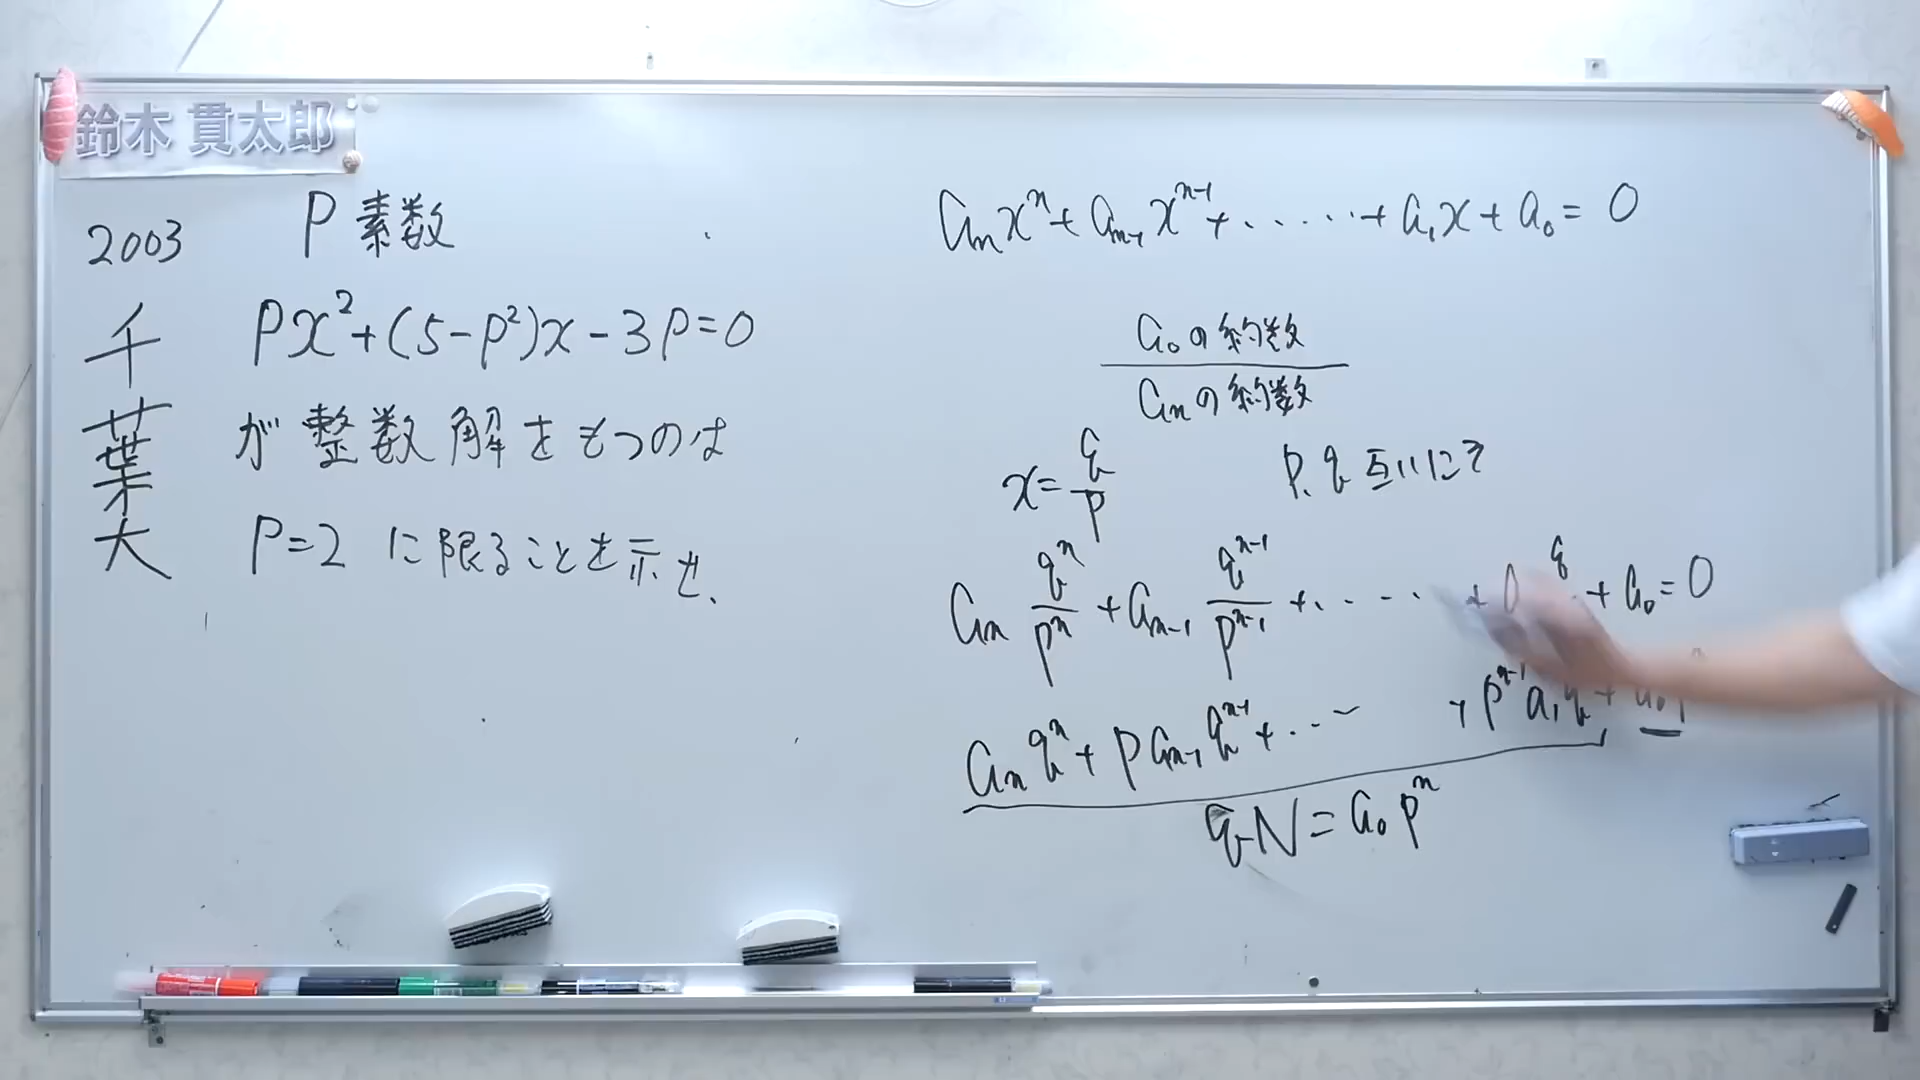 鈴木 貫太郎
2003
千葉大
P 素数
Px²+(5-p²)x-3P=0
が整数解をもつのは
P=2 に限ることを示せ.
aₙxⁿ+aₙ₋₁xⁿ⁻¹+‥‥‥+a₁x+a₀=0
a₀の約数
aₙの約数
x=q/p
P, q 互いにそ
aₙ qⁿ/pⁿ + aₙ₋₁ qⁿ⁻¹/pⁿ⁻¹ +‥‥ + a₀=0
aₙqⁿ+paₙ₋₁qⁿ⁻¹+‥‥ +pⁿ⁻¹a₁q+
qN=a₀pⁿ